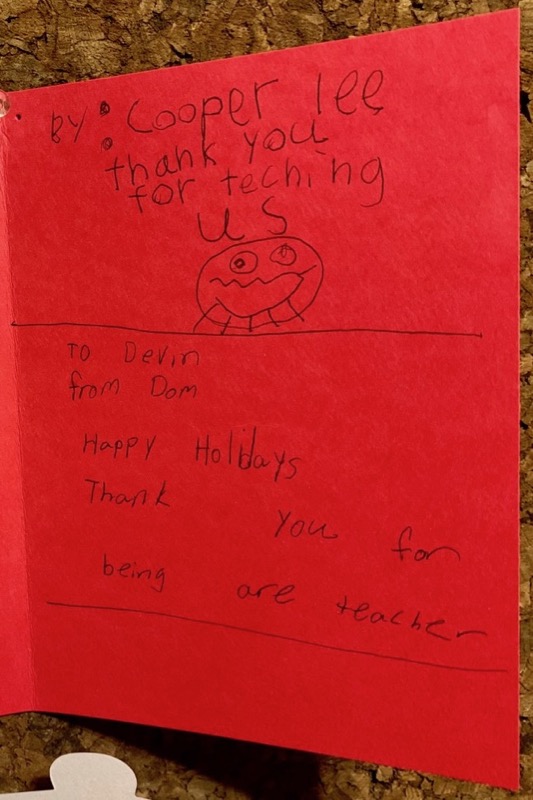 BY: Cooper lee
thank you
for teching
us
To Devin
from Dom
Happy Holidays
Thank you for
being are teacher